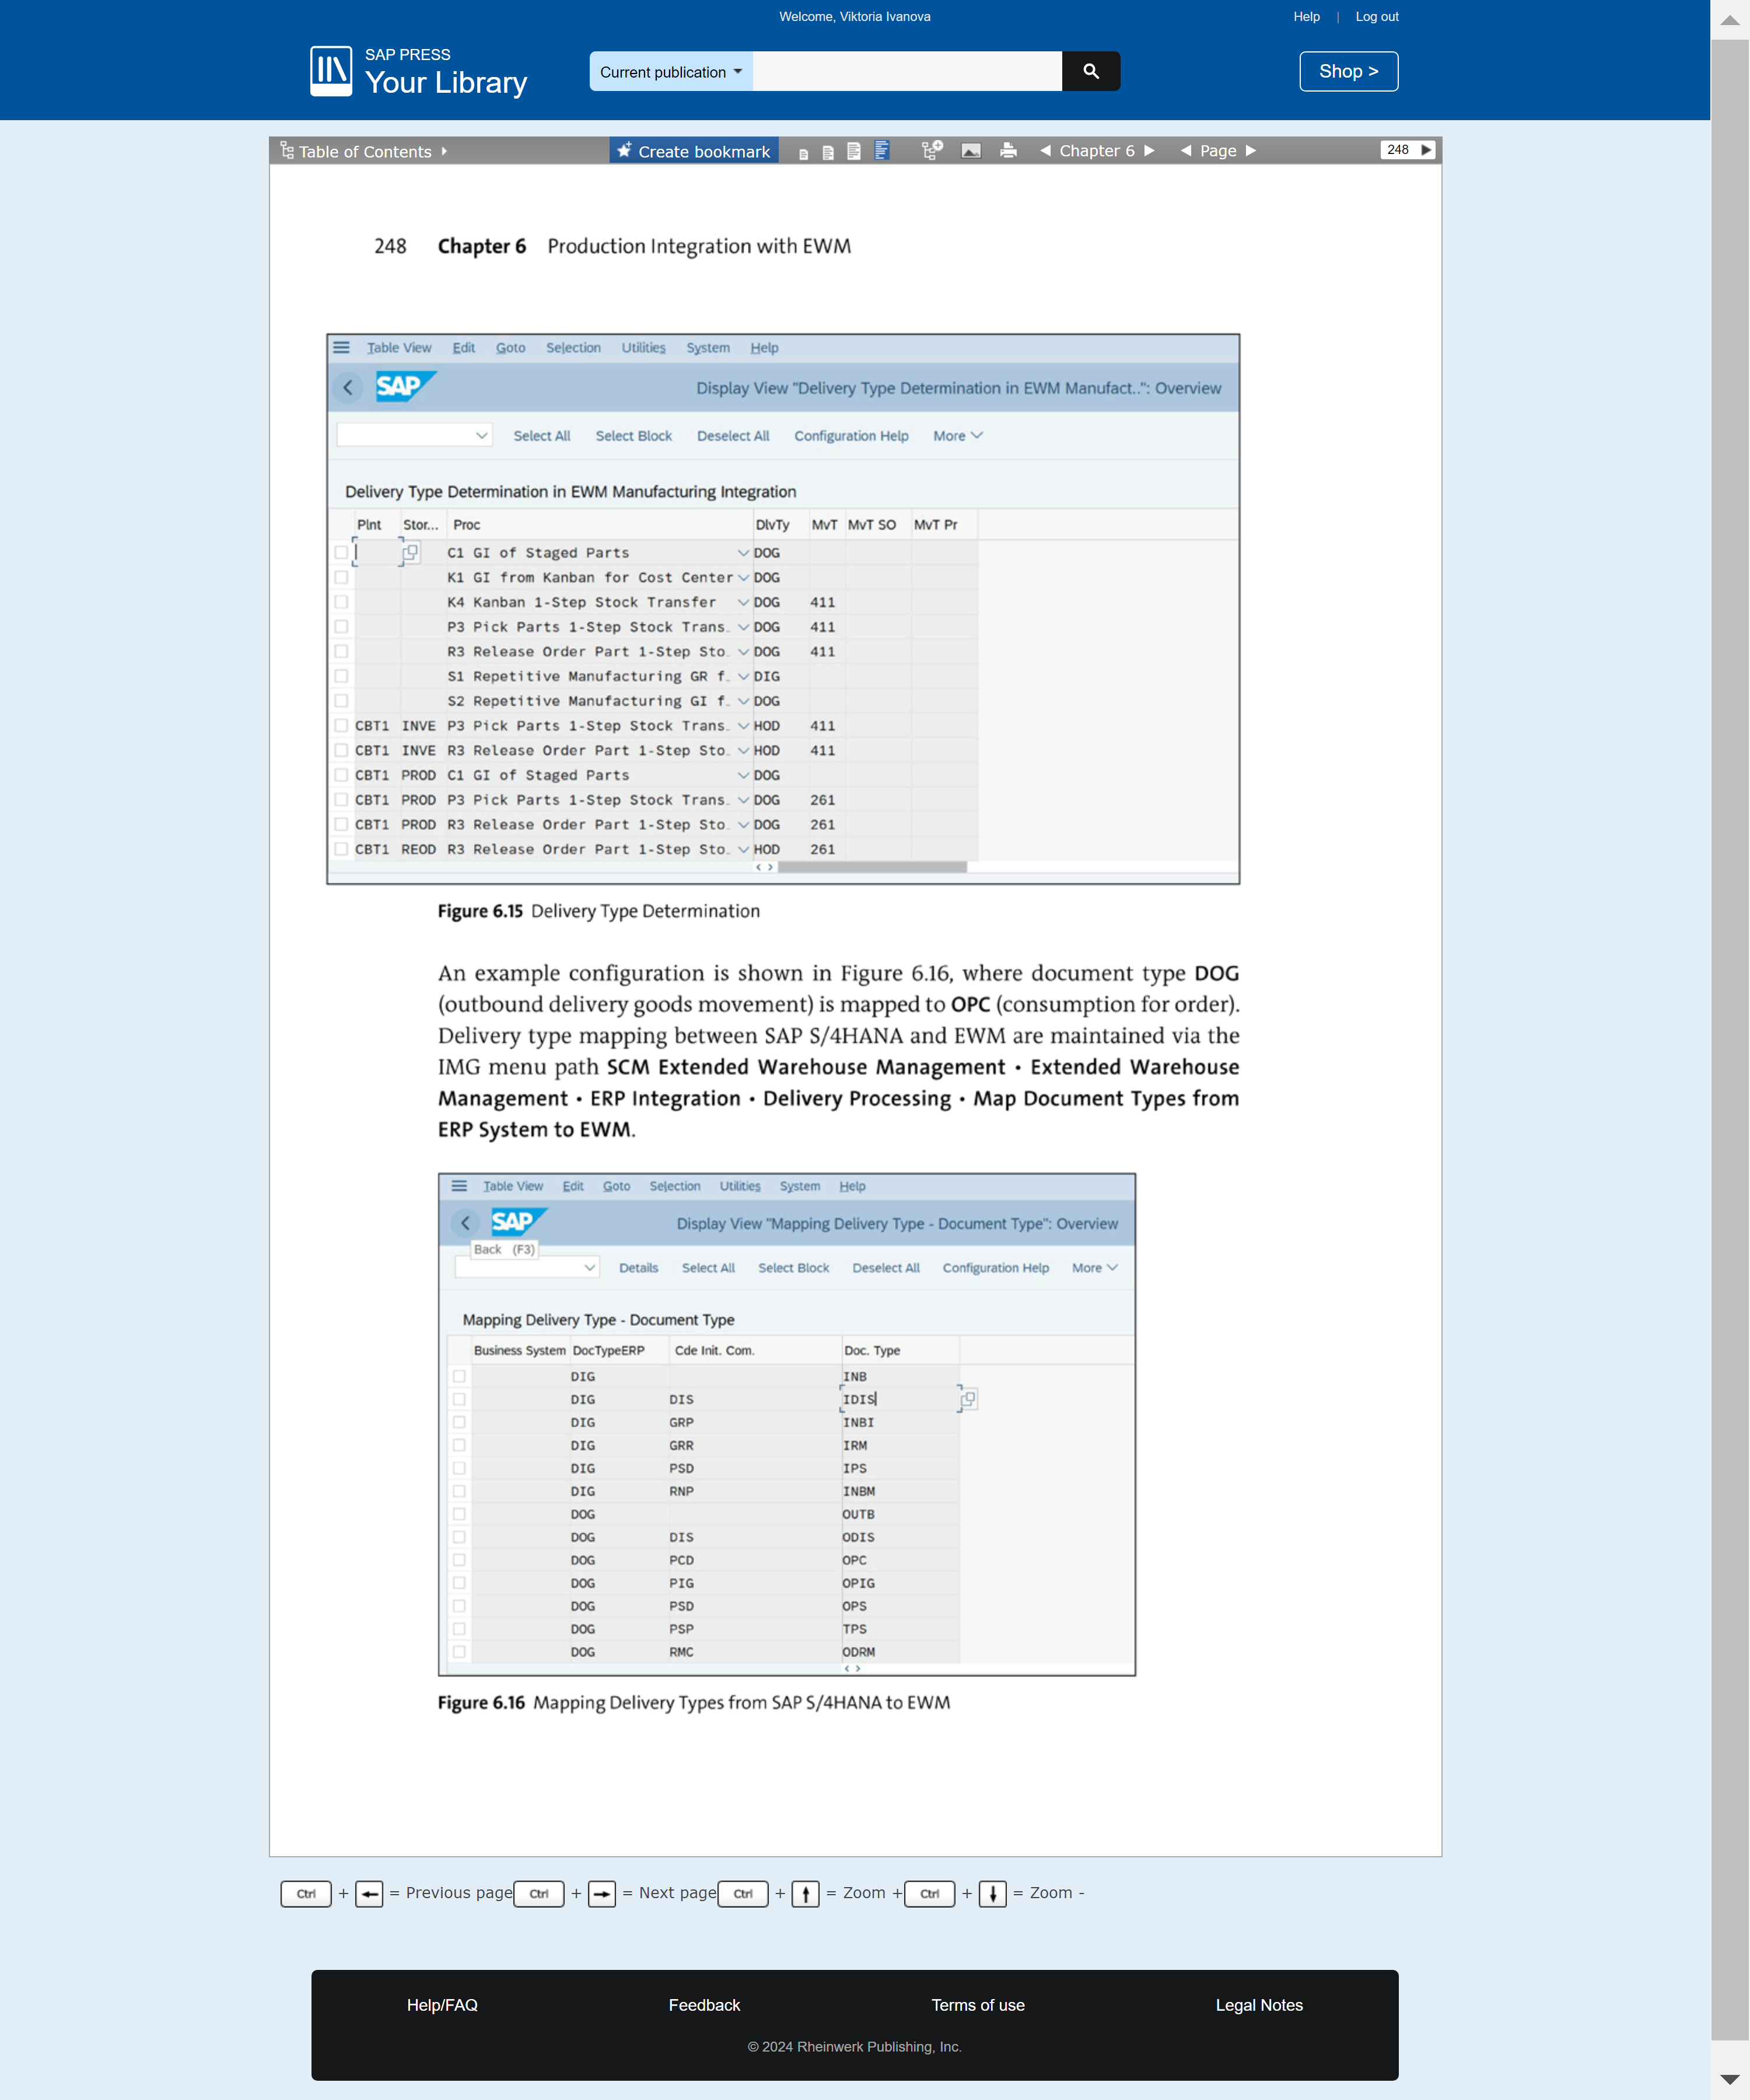 Welcome, Viktoria Ivanova
Help | Log out
SAP PRESS
Your Library
Current publication
Shop >
Table of Contents
Create bookmark
Chapter 6
Page
248
248 Chapter 6 Production Integration with EWM
Table View Edit Goto Selection Utilities System Help
SAP
Display View "Delivery Type Determination in EWM Manufact..": Overview
Select All Select Block Deselect All Configuration Help More
Delivery Type Determination in EWM Manufacturing Integration
Plnt Stor... Proc DlvTy MvT MvT SO MvT Pr
C1 GI of Staged Parts DOG
K1 GI from Kanban for Cost Center DOG
K4 Kanban 1-Step Stock Transfer DOG 411
P3 Pick Parts 1-Step Stock Trans… DOG 411
R3 Release Order Part 1-Step Sto… DOG 411
S1 Repetitive Manufacturing GR f… DIG
S2 Repetitive Manufacturing GI f… DOG
CBT1 INVE P3 Pick Parts 1-Step Stock Trans… HOD 411
CBT1 INVE R3 Release Order Part 1-Step Sto… HOD 411
CBT1 PROD C1 GI of Staged Parts DOG
CBT1 PROD P3 Pick Parts 1-Step Stock Trans… DOG 261
CBT1 PROD R3 Release Order Part 1-Step Sto… DOG 261
CBT1 REOD R3 Release Order Part 1-Step Sto… HOD 261
Figure 6.15 Delivery Type Determination
An example configuration is shown in Figure 6.16, where document type DOG
(outbound delivery goods movement) is mapped to OPC (consumption for order).
Delivery type mapping between SAP S/4HANA and EWM are maintained via the
IMG menu path SCM Extended Warehouse Management • Extended Warehouse
Management • ERP Integration • Delivery Processing • Map Document Types from
ERP System to EWM.
Table View Edit Goto Selection Utilities System Help
SAP
Display View "Mapping Delivery Type - Document Type": Overview
Back (F3)
Details Select All Select Block Deselect All Configuration Help More
Mapping Delivery Type - Document Type
Business System DocTypeERP Cde Init. Com. Doc. Type
DIG INB
DIG DIS IDIS
DIG GRP INBI
DIG GRR IRM
DIG PSD IPS
DIG RNP INBM
DOG OUTB
DOG DIS ODIS
DOG PCD OPC
DOG PIG OPIG
DOG PSD OPS
DOG PSP TPS
DOG RMC ODRM
Figure 6.16 Mapping Delivery Types from SAP S/4HANA to EWM
Ctrl + ← = Previous page Ctrl + → = Next page Ctrl + ↑ = Zoom + Ctrl + ↓ = Zoom -
Help/FAQ Feedback Terms of use Legal Notes
© 2024 Rheinwerk Publishing, Inc.